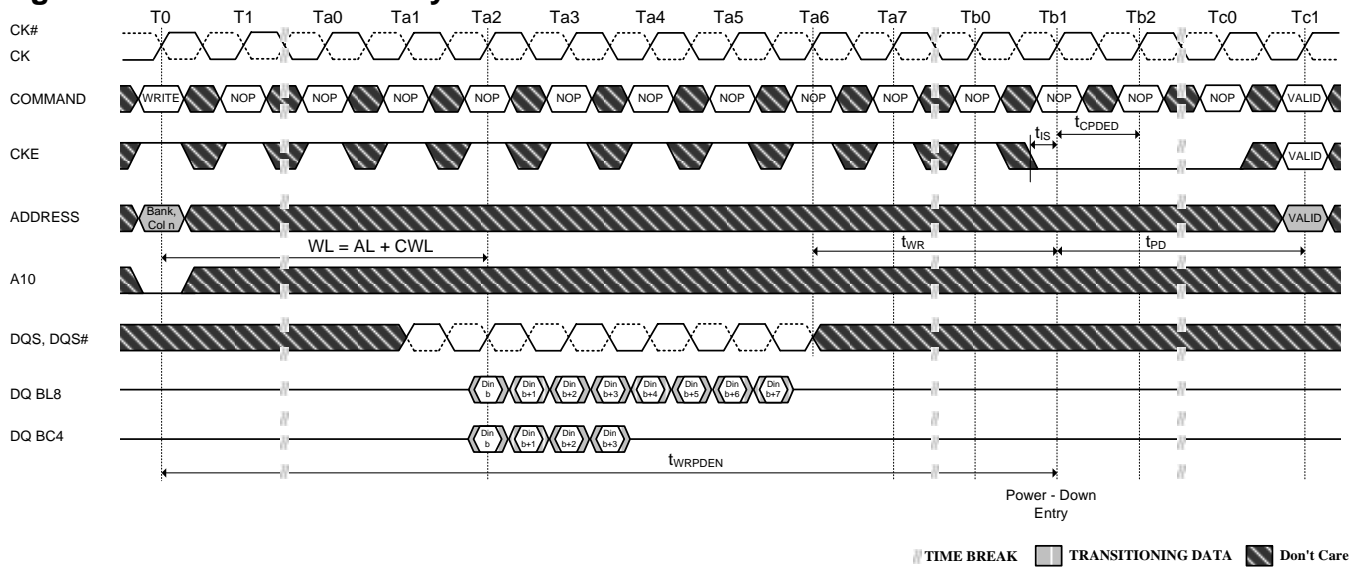 T0 T1 Ta0 Ta1 Ta2 Ta3 Ta4 Ta5 Ta6 Ta7 Tb0 Tb1 Tb2 Tc0 Tc1
CK#
CK
COMMAND WRITE NOP NOP NOP NOP NOP NOP NOP NOP NOP NOP NOP NOP NOP VALID
tIS tCPDED
CKE VALID
ADDRESS Bank, Col n VALID
WL = AL + CWL tWR tPD
A10
DQS, DQS#
DQ BL8 Din b Din b+1 Din b+2 Din b+3 Din b+4 Din b+5 Din b+6 Din b+7
DQ BC4 Din b Din b+1 Din b+2 Din b+3
tWRPDEN
Power - Down
Entry
TIME BREAK TRANSITIONING DATA Don't Care